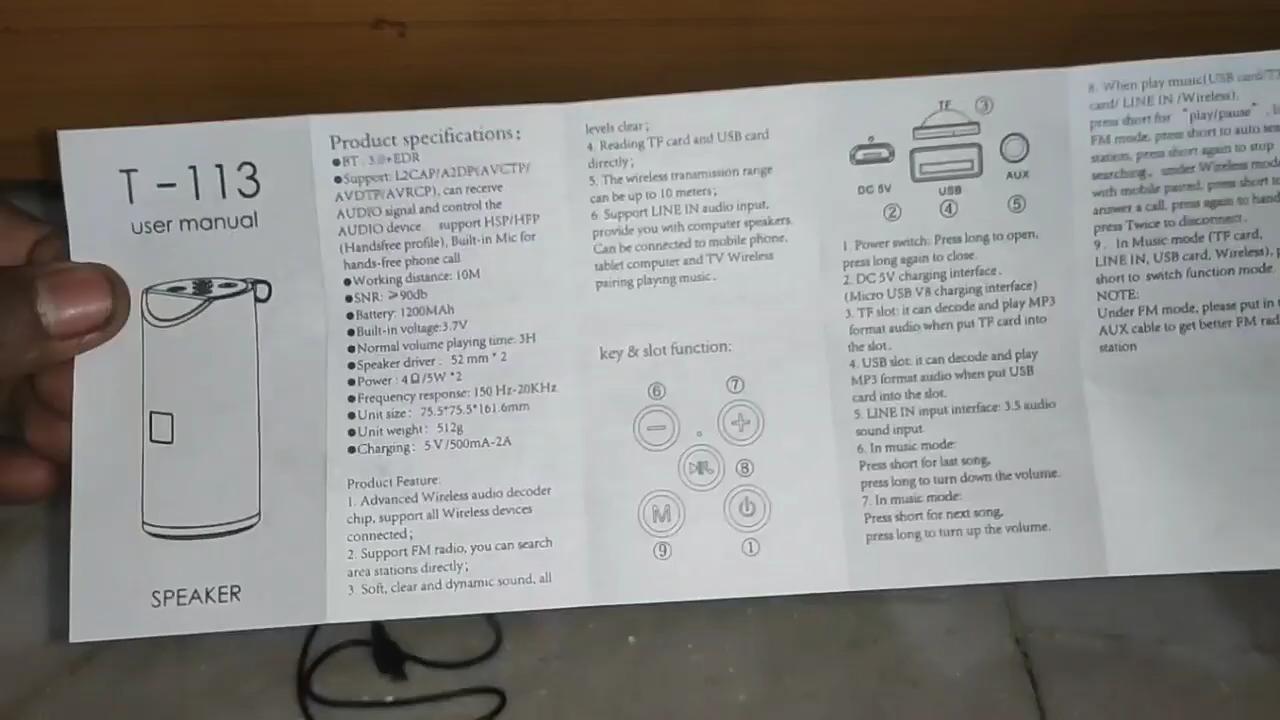 T-113
user manual
SPEAKER
Product specifications:
●BT : 3.0+EDR
●Support: L2CAP/A2DP(AVCTP/
AVDTP/AVRCP), can receive
AUDIO signal and control the
AUDIO device support HSP/HFP
(Handsfree profile), Built-in Mic for
hands-free phone call
●Working distance: 10M
●SNR: ≥90db
●Battery: 1200MAh
●Built-in voltage:3.7V
●Normal volume playing time: 3H
●Speaker driver : 52 mm * 2
●Power : 4Ω/5W *2
●Frequency response: 150 Hz-20KHz
●Unit size : 75.5*75.5*161.6mm
●Unit weight: 512g
●Charging: 5V/500mA-2A
Product Feature:
1. Advanced Wireless audio decoder
chip, support all Wireless devices
connected;
2. Support FM radio, you can search
area stations directly;
3. Soft, clear and dynamic sound, all
levels clear;
4. Reading TF card and USB card
directly;
5. The wireless transmission range
can be up to 10 meters;
6. Support LINE IN audio input,
provide you with computer speakers.
Can be connected to mobile phone,
tablet computer and TV Wireless
pairing playing music.
key & slot function:
⑥ ⑦
⑧
M
⑨ ①
TF ③
DC 5V USB AUX
② ④ ⑤
1. Power switch: Press long to open,
press long again to close.
2. DC 5V charging interface.
(Micro USB V8 charging interface)
3. TF slot: it can decode and play MP3
format audio when put TF card into
the slot.
4. USB slot: it can decode and play
MP3 format audio when put USB
card into the slot.
5. LINE IN input interface: 3.5 audio
sound input
6. In music mode:
Press short for last song,
press long to turn down the volume.
7. In music mode:
Press short for next song,
press long to turn up the volume.
8. When play music(USB card/
card/ LINE IN /Wireless),
press short for "play/pause".
FM mode, press short to auto
station, press short again to stop
searching, under Wireless
with mobile paired, press short
answer a call, press again to
press Twice to disconnect.
9. In Music mode (TF card,
LINE IN, USB card, Wireless),
short to switch function mode
NOTE:
Under FM mode, please put in
AUX cable to get better FM
station